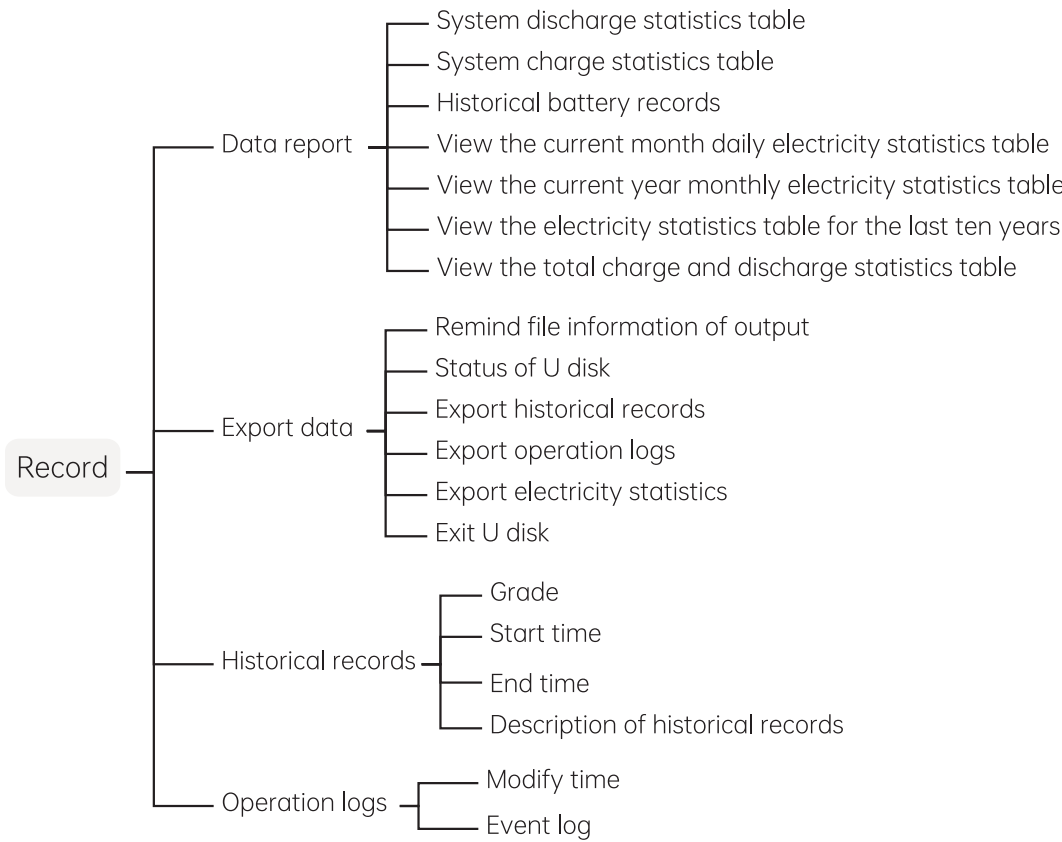 Record
Data report
System discharge statistics table
System charge statistics table
Historical battery records
View the current month daily electricity statistics table
View the current year monthly electricity statistics table
View the electricity statistics table for the last ten years
View the total charge and discharge statistics table
Export data
Remind file information of output
Status of U disk
Export historical records
Export operation logs
Export electricity statistics
Exit U disk
Historical records
Grade
Start time
End time
Description of historical records
Operation logs
Modify time
Event log